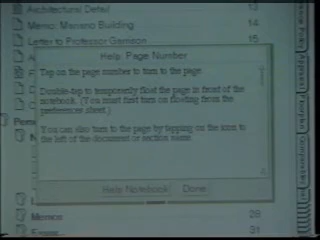 Architectural Detail 13
Memo: Marraro Building 14
Letter to Professor Garrison 15
Help: Page Number
Tap on the page number to turn to the page.
Double-tap to temporarily float the page in front of the
notebook. (You must first turn on floating from the
preferences sheet.)
You can also turn to the page by tapping on the icon to
the left of the document or section name.
Help Notebook Done
Memos 28
31